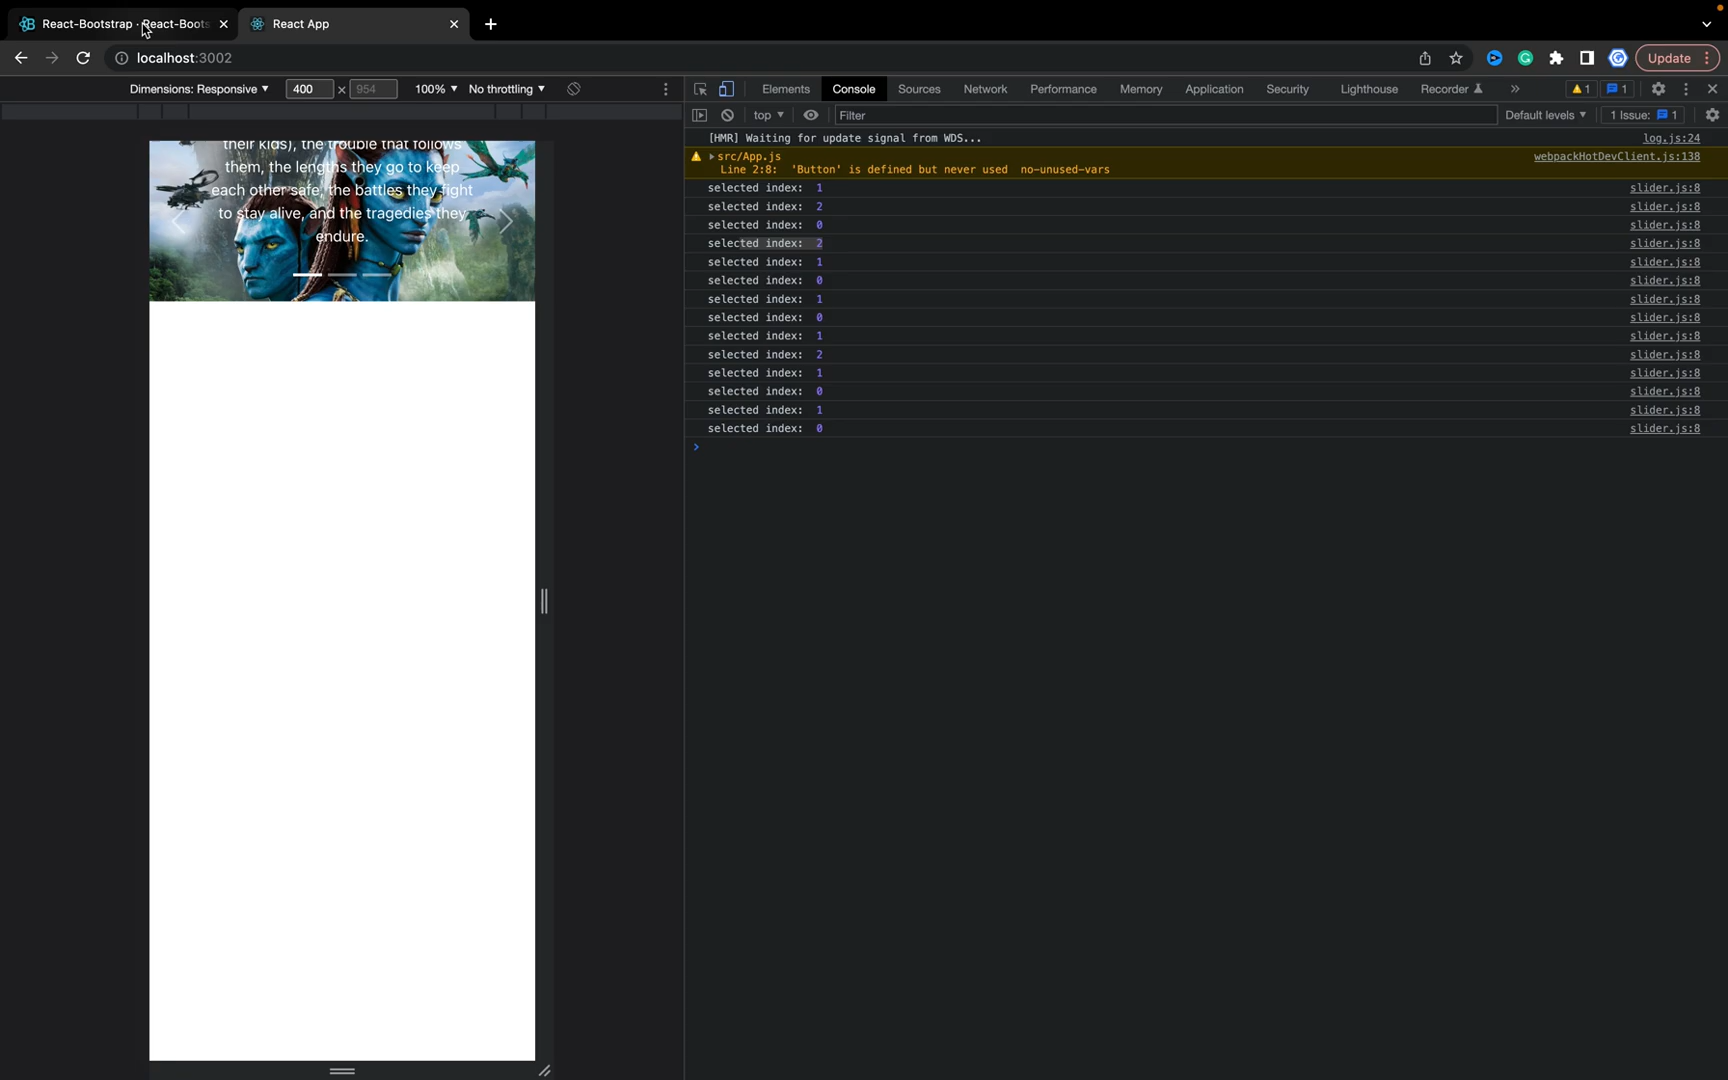 React-Bootstrap · React-Boots
React App
localhost:3002
Update
Dimensions: Responsive
400 × 954
100%
No throttling
Elements
Console
Sources
Network
Performance
Memory
Application
Security
Lighthouse
Recorder
»
1
1
top
Filter
Default levels
1 Issue: 1
[HMR] Waiting for update signal from WDS...
log.js:24
src/App.js
webpackHotDevClient.js:138
Line 2:8: 'Button' is defined but never used no-unused-vars
selected index: 1
slider.js:8
selected index: 2
slider.js:8
selected index: 0
slider.js:8
selected index: 2
slider.js:8
selected index: 1
slider.js:8
selected index: 0
slider.js:8
selected index: 1
slider.js:8
selected index: 0
slider.js:8
selected index: 1
slider.js:8
selected index: 2
slider.js:8
selected index: 1
slider.js:8
selected index: 0
slider.js:8
selected index: 1
slider.js:8
selected index: 0
slider.js:8
their kids), the trouble that follows
them, the lengths they go to keep
each other safe, the battles they fight
to stay alive, and the tragedies they
endure.